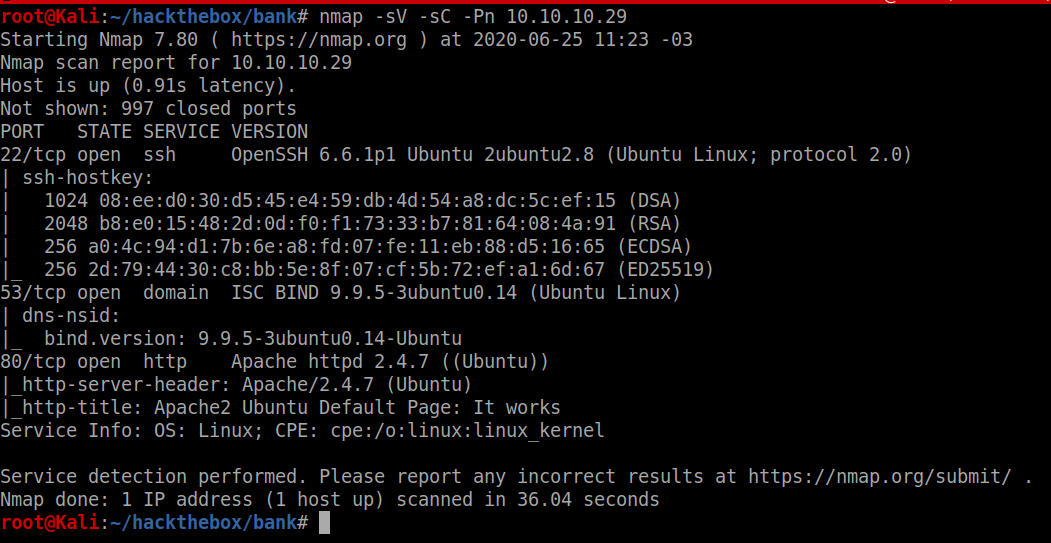 root@Kali:~/hackthebox/bank# nmap -sV -sC -Pn 10.10.10.29
Starting Nmap 7.80 ( https://nmap.org ) at 2020-06-25 11:23 -03
Nmap scan report for 10.10.10.29
Host is up (0.91s latency).
Not shown: 997 closed ports
PORT   STATE SERVICE VERSION
22/tcp open  ssh     OpenSSH 6.6.1p1 Ubuntu 2ubuntu2.8 (Ubuntu Linux; protocol 2.0)
| ssh-hostkey:
|   1024 08:ee:d0:30:d5:45:e4:59:db:4d:54:a8:dc:5c:ef:15 (DSA)
|   2048 b8:e0:15:48:2d:0d:f0:f1:73:33:b7:81:64:08:4a:91 (RSA)
|   256 a0:4c:94:d1:7b:6e:a8:fd:07:fe:11:eb:88:d5:16:65 (ECDSA)
|_  256 2d:79:44:30:c8:bb:5e:8f:07:cf:5b:72:ef:a1:6d:67 (ED25519)
53/tcp open  domain  ISC BIND 9.9.5-3ubuntu0.14 (Ubuntu Linux)
| dns-nsid:
|_  bind.version: 9.9.5-3ubuntu0.14-Ubuntu
80/tcp open  http    Apache httpd 2.4.7 ((Ubuntu))
|_http-server-header: Apache/2.4.7 (Ubuntu)
|_http-title: Apache2 Ubuntu Default Page: It works
Service Info: OS: Linux; CPE: cpe:/o:linux:linux_kernel

Service detection performed. Please report any incorrect results at https://nmap.org/submit/ .
Nmap done: 1 IP address (1 host up) scanned in 36.04 seconds
root@Kali:~/hackthebox/bank#